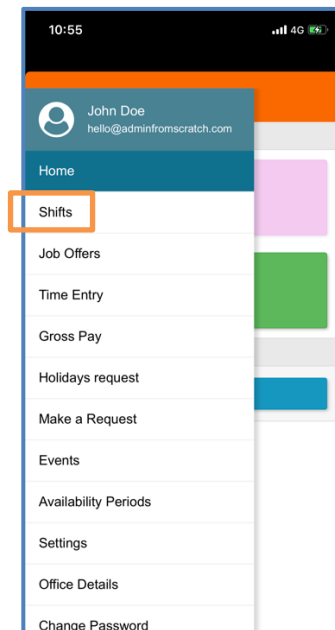 10:55
4G
John Doe
hello@adminfromscratch.com
Home
Shifts
Job Offers
Time Entry
Gross Pay
Holidays request
Make a Request
Events
Availability Periods
Settings
Office Details
Change Password